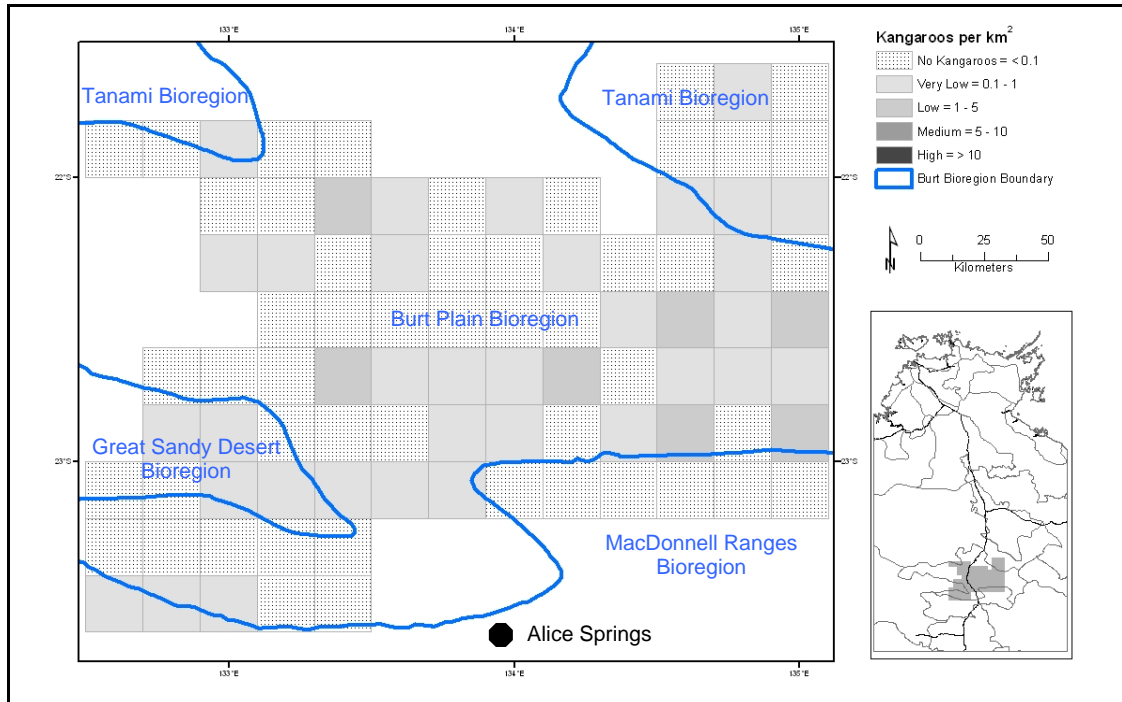 133°E
134°E
135°E
Tanami Bioregion
Tanami Bioregion
22°S
22°S
Burt Plain Bioregion
Great Sandy Desert
Bioregion
23°S
23°S
MacDonnell Ranges
Bioregion
Alice Springs
133°E
134°E
135°E
Kangaroos per km²
No Kangaroos = < 0.1
Very Low = 0.1 - 1
Low = 1 - 5
Medium = 5 - 10
High = > 10
Burt Bioregion Boundary
N
0 25 50
Kilometers